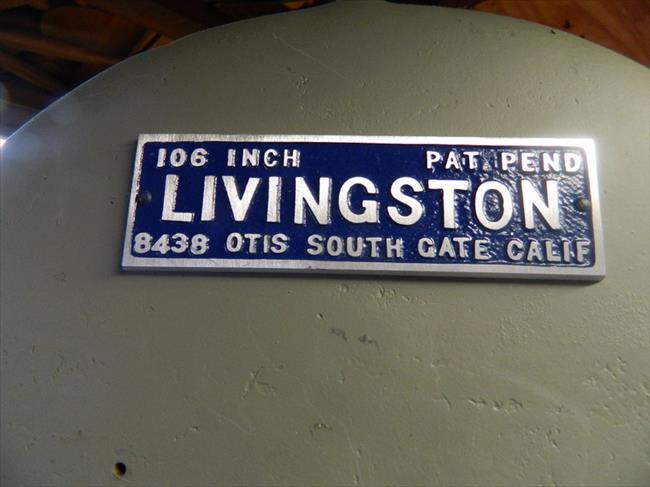 106 INCH PAT. PEND
LIVINGSTON
8438 OTIS SOUTH GATE CALIF